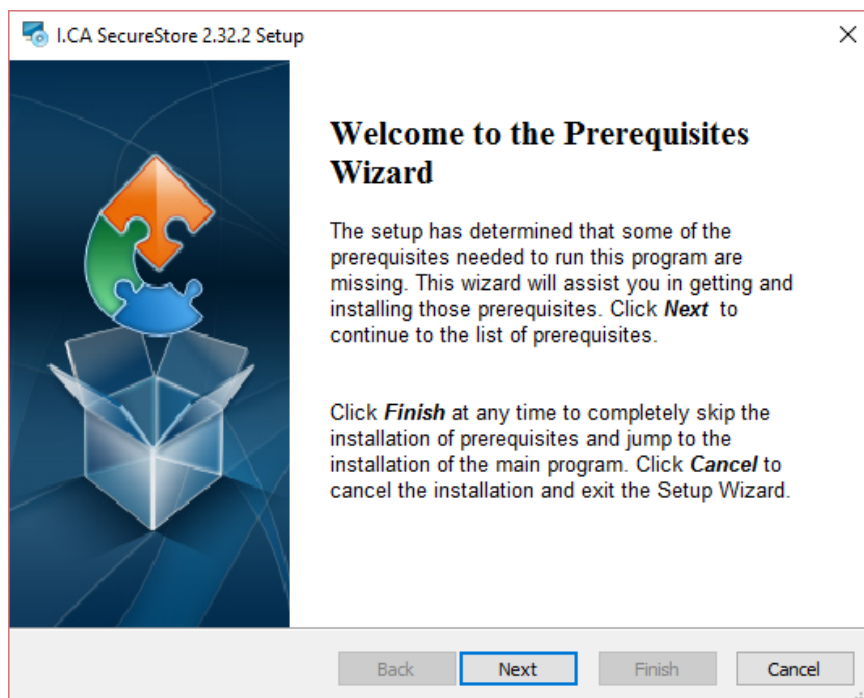 I.CA SecureStore 2.32.2 Setup
Welcome to the Prerequisites
Wizard
The setup has determined that some of the
prerequisites needed to run this program are
missing. This wizard will assist you in getting and
installing those prerequisites. Click Next to
continue to the list of prerequisites.
Click Finish at any time to completely skip the
installation of prerequisites and jump to the
installation of the main program. Click Cancel to
cancel the installation and exit the Setup Wizard.
Back Next Finish Cancel